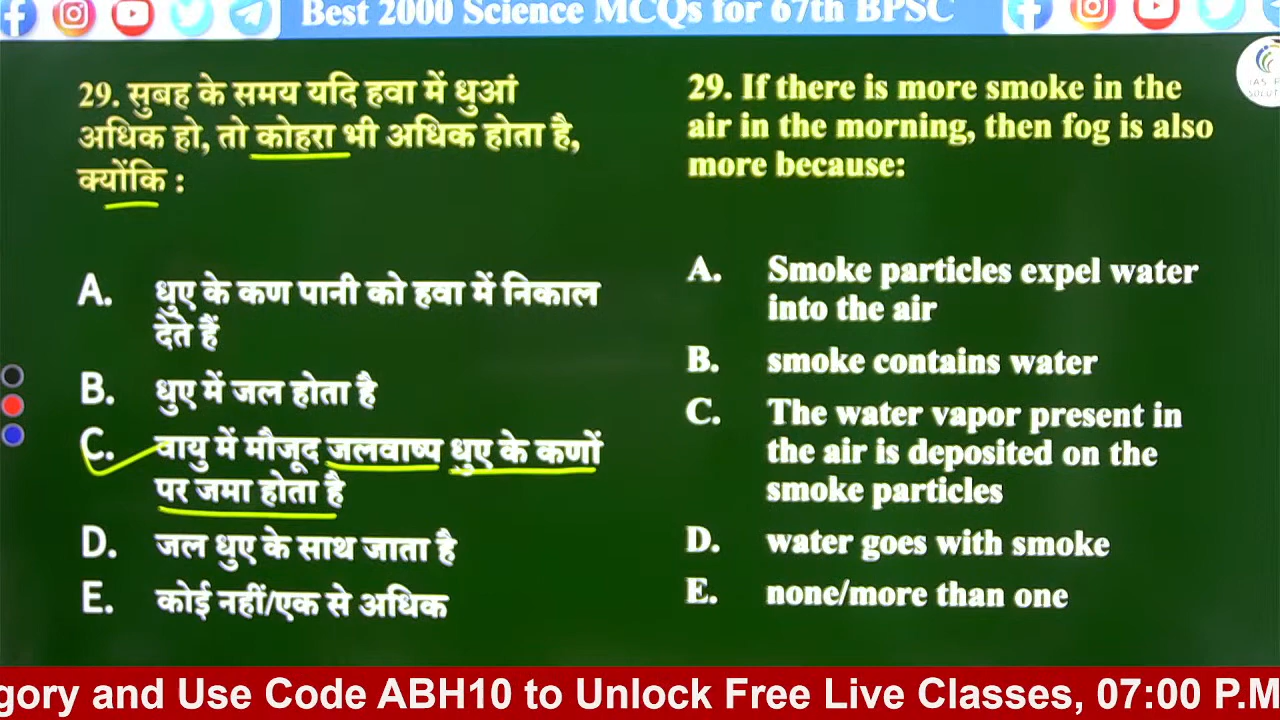 Best 2000 Science MCQs for 67th BPSC
29. सुबह के समय यदि हवा में धुआं
अधिक हो, तो कोहरा भी अधिक होता है,
क्योंकि :
A. धुए के कण पानी को हवा में निकाल
देते हैं
B. धुए में जल होता है
C. वायु में मौजूद जलवाष्प धुए के कणों
पर जमा होता है
D. जल धुए के साथ जाता है
E. कोई नहीं/एक से अधिक
29. If there is more smoke in the
air in the morning, then fog is also
more because:
A. Smoke particles expel water
into the air
B. smoke contains water
C. The water vapor present in
the air is deposited on the
smoke particles
D. water goes with smoke
E. none/more than one
gory and Use Code ABH10 to Unlock Free Live Classes, 07:00 P.M